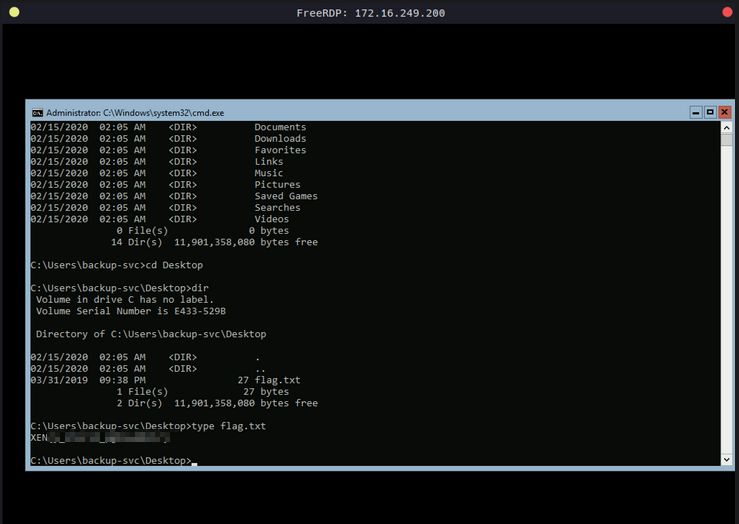 FreeRDP: 172.16.249.200
Administrator: C:\Windows\system32\cmd.exe
02/15/2020  02:05 AM    <DIR>          Documents
02/15/2020  02:05 AM    <DIR>          Downloads
02/15/2020  02:05 AM    <DIR>          Favorites
02/15/2020  02:05 AM    <DIR>          Links
02/15/2020  02:05 AM    <DIR>          Music
02/15/2020  02:05 AM    <DIR>          Pictures
02/15/2020  02:05 AM    <DIR>          Saved Games
02/15/2020  02:05 AM    <DIR>          Searches
02/15/2020  02:05 AM    <DIR>          Videos
0 File(s)              0 bytes
14 Dir(s)  11,901,358,080 bytes free
C:\Users\backup-svc>cd Desktop
C:\Users\backup-svc\Desktop>dir
Volume in drive C has no label.
Volume Serial Number is E433-529B
Directory of C:\Users\backup-svc\Desktop
02/15/2020  02:05 AM    <DIR>          .
02/15/2020  02:05 AM    <DIR>          ..
03/31/2019  09:38 PM                27 flag.txt
1 File(s)             27 bytes
2 Dir(s)  11,901,358,080 bytes free
C:\Users\backup-svc\Desktop>type flag.txt
XEN
C:\Users\backup-svc\Desktop>_